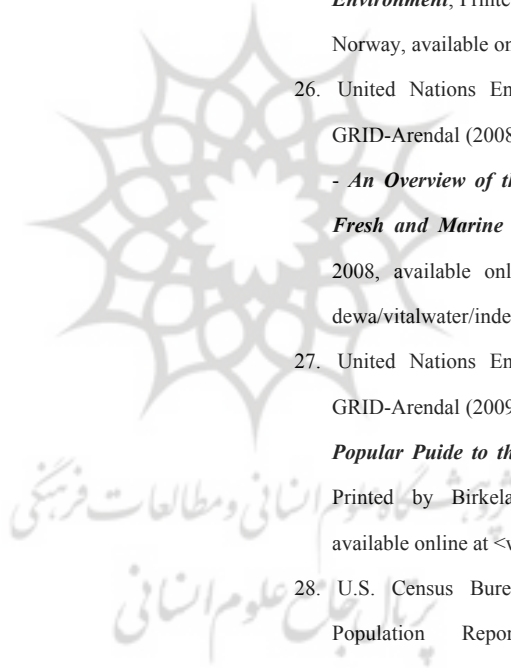 Environment, Printe
Norway, available on
26. United Nations En
GRID-Arendal (2008
- An Overview of th
Fresh and Marine
2008, available onl
dewa/vitalwater/inde
27. United Nations En
GRID-Arendal (2009
Popular Puide to th
Printed by Birkela
available online at <v
28. U.S. Census Bure
Population Repor
پژوهشگاه علوم انسانی و مطالعات فرهنگی
پرتال جامع علوم انسانی